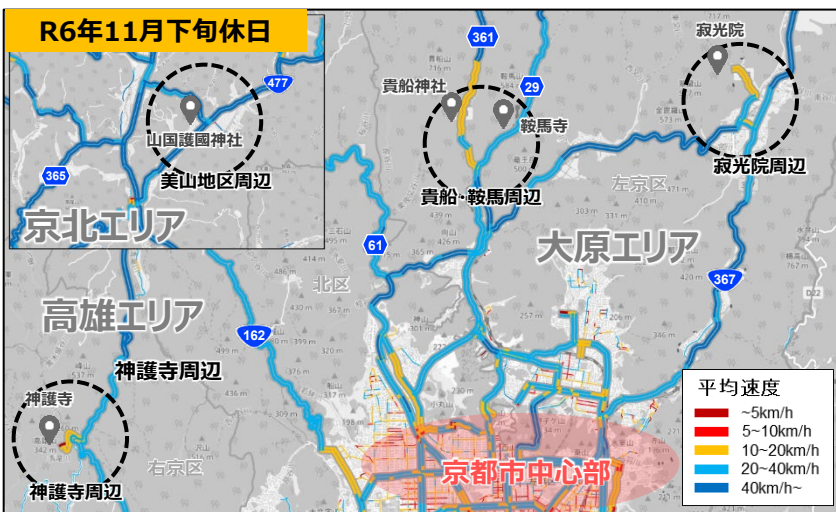 R6年11月下旬休日
477
山国護國神社
365
美山地区周辺
京北エリア
361
貴船神社
29
鞍馬寺
貴船・鞍馬周辺
寂光院
寂光院周辺
左京区
大原エリア
61
北区
367
高雄エリア
162
神護寺周辺
神護寺
神護寺周辺
右京区
京都市中心部
平均速度
~5km/h
5~10km/h
10~20km/h
20~40km/h
40km/h~